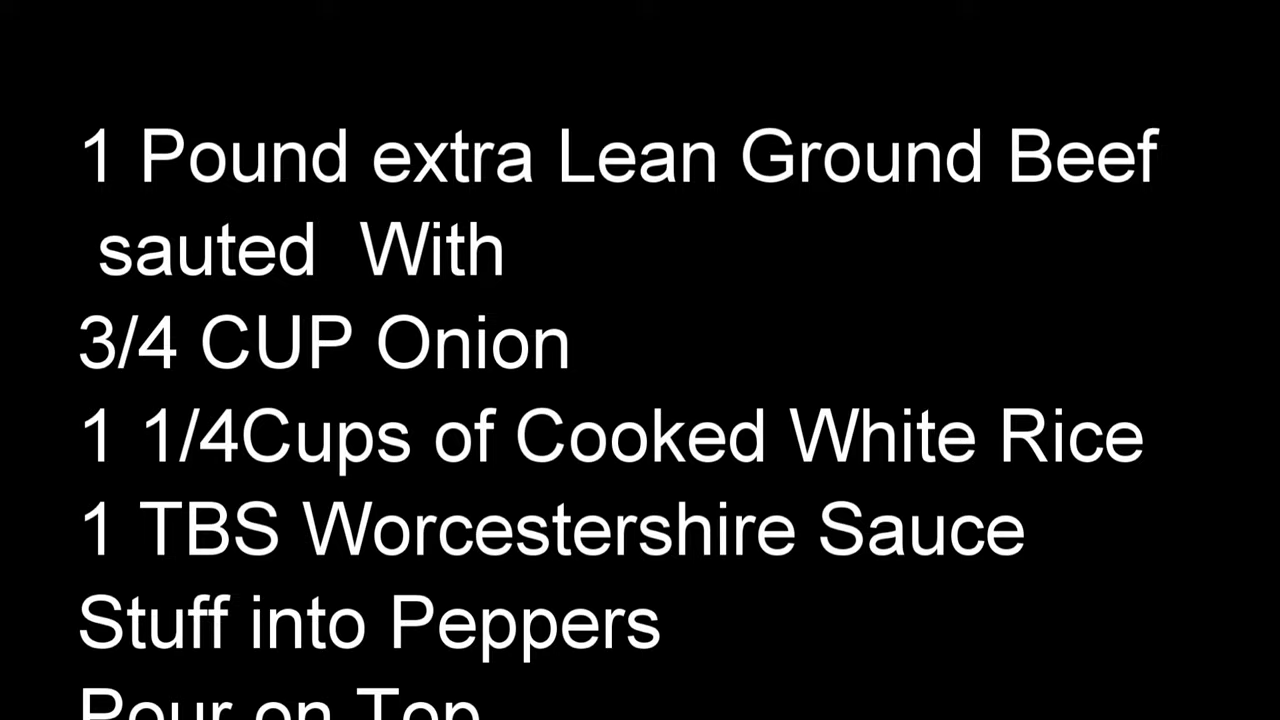 1 Pound extra Lean Ground Beef
sauted  With
3/4 CUP Onion
1 1/4Cups of Cooked White Rice
1 TBS Worcestershire Sauce
Stuff into Peppers
Pour on Top